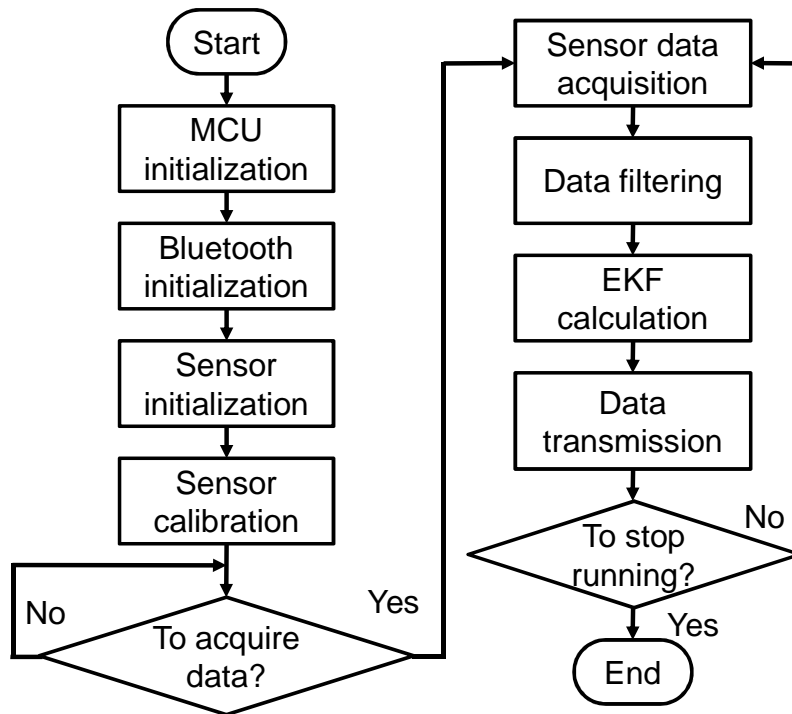 Start
MCU
initialization
Bluetooth
initialization
Sensor
initialization
Sensor
calibration
No
Yes
To acquire
data?
Sensor data
acquisition
Data filtering
EKF
calculation
Data
transmission
No
To stop
running?
Yes
End